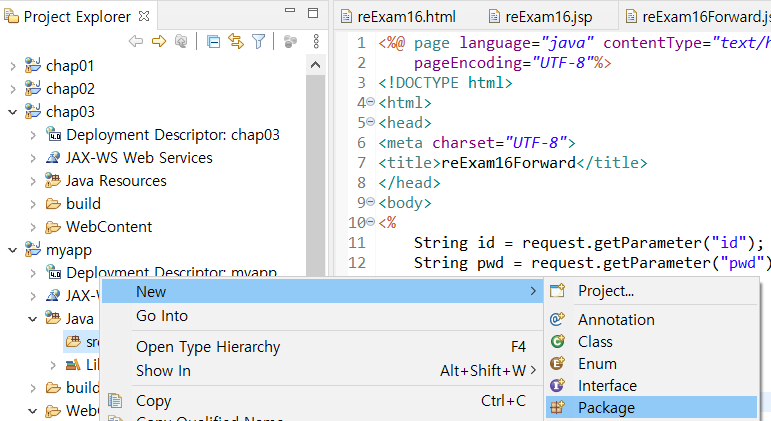 Project Explorer
chap01
chap02
chap03
Deployment Descriptor: chap03
JAX-WS Web Services
Java Resources
build
WebContent
myapp
Deployment Descriptor: myapp
JAX-W
Java
src
Li
build
WebC
reExam16.html
reExam16.jsp
reExam16Forward.js
1 <%@ page language="java" contentType="text/h
2 pageEncoding="UTF-8"%>
3 <!DOCTYPE html>
4 <html>
5 <head>
6 <meta charset="UTF-8">
7 <title>reExam16Forward</title>
8 </head>
9 <body>
10 <%
11 String id = request.getParameter("id");
12 String pwd = request.getParameter("pwd")
New
Go Into
Open Type Hierarchy F4
Show In Alt+Shift+W
Copy Ctrl+C
Copy Qualified Name
Project...
Annotation
Class
Enum
Interface
Package